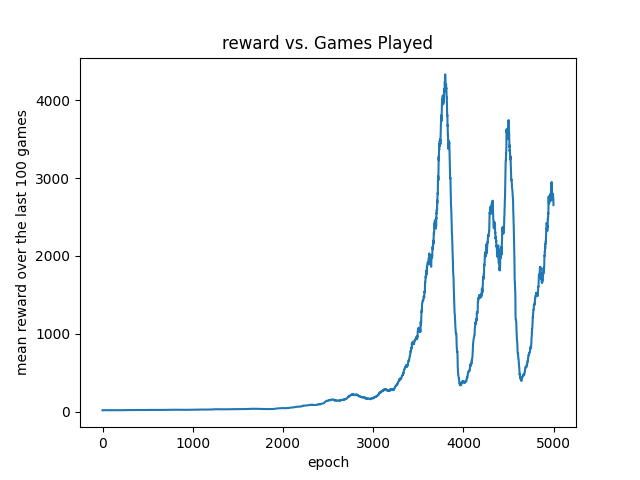 reward vs. Games Played
mean reward over the last 100 games
4000
3000
2000
1000
0
0 1000 2000 3000 4000 5000
epoch